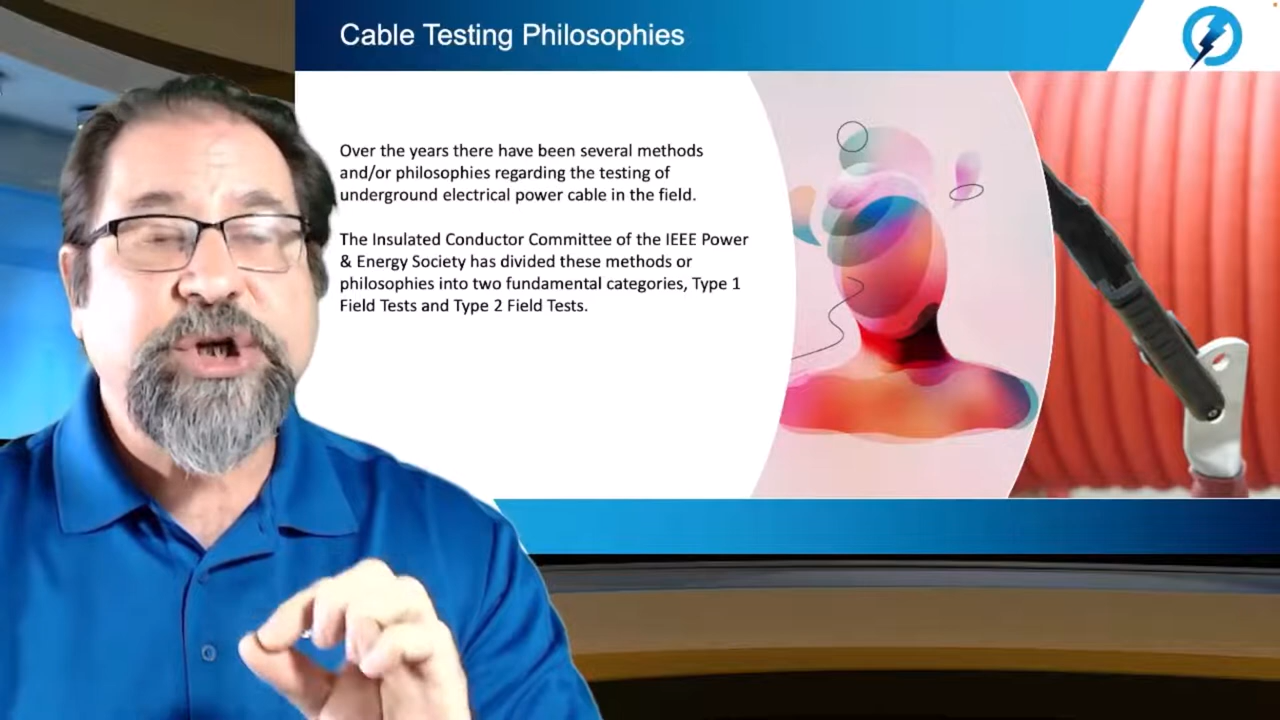 Cable Testing Philosophies
Over the years there have been several methods
and/or philosophies regarding the testing of
underground electrical power cable in the field.
The Insulated Conductor Committee of the IEEE Power
& Energy Society has divided these methods or
philosophies into two fundamental categories, Type 1
Field Tests and Type 2 Field Tests.